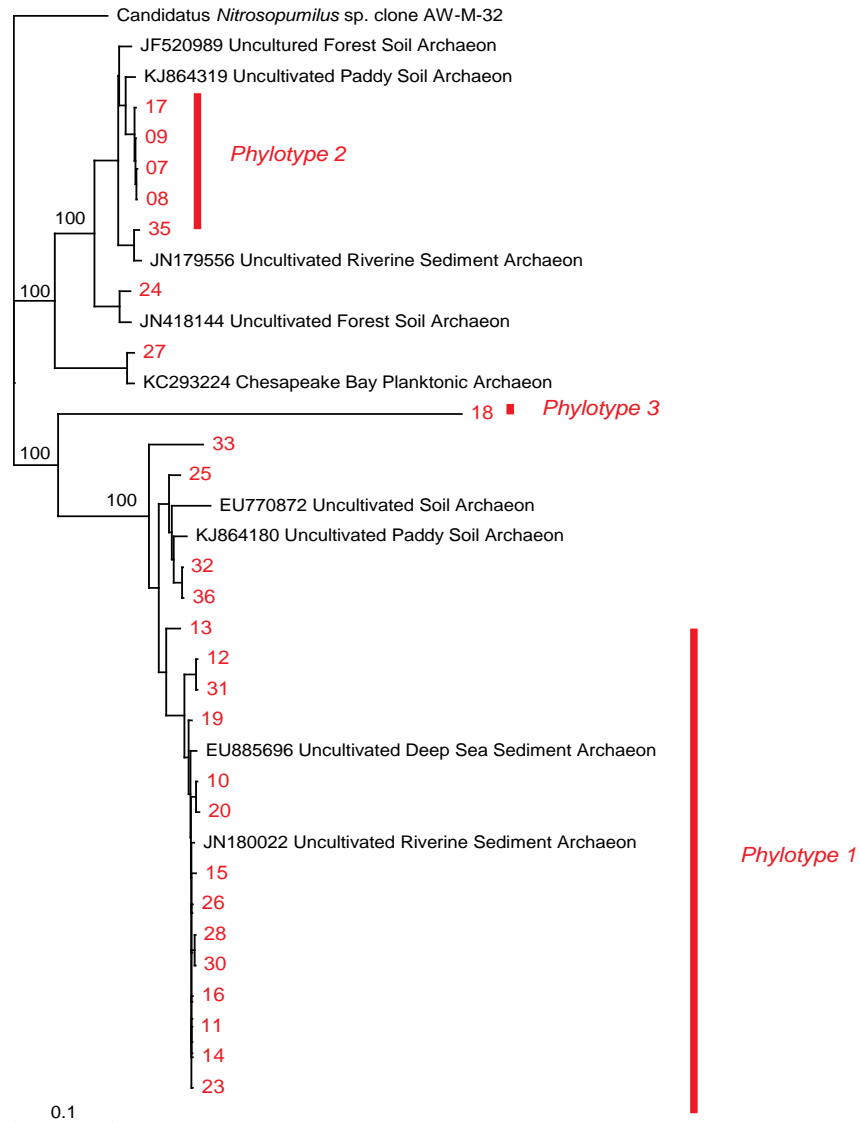 Candidatus Nitrosopumilus sp. clone AW-M-32
JF520989 Uncultured Forest Soil Archaeon
KJ864319 Uncultivated Paddy Soil Archaeon
17
09
Phylotype 2
07
08
100
35
JN179556 Uncultivated Riverine Sediment Archaeon
100
24
JN418144 Uncultivated Forest Soil Archaeon
27
KC293224 Chesapeake Bay Planktonic Archaeon
18
Phylotype 3
33
100
25
100
EU770872 Uncultivated Soil Archaeon
KJ864180 Uncultivated Paddy Soil Archaeon
32
36
13
12
31
19
EU885696 Uncultivated Deep Sea Sediment Archaeon
10
20
JN180022 Uncultivated Riverine Sediment Archaeon
Phylotype 1
15
26
28
30
16
11
14
23
0.1